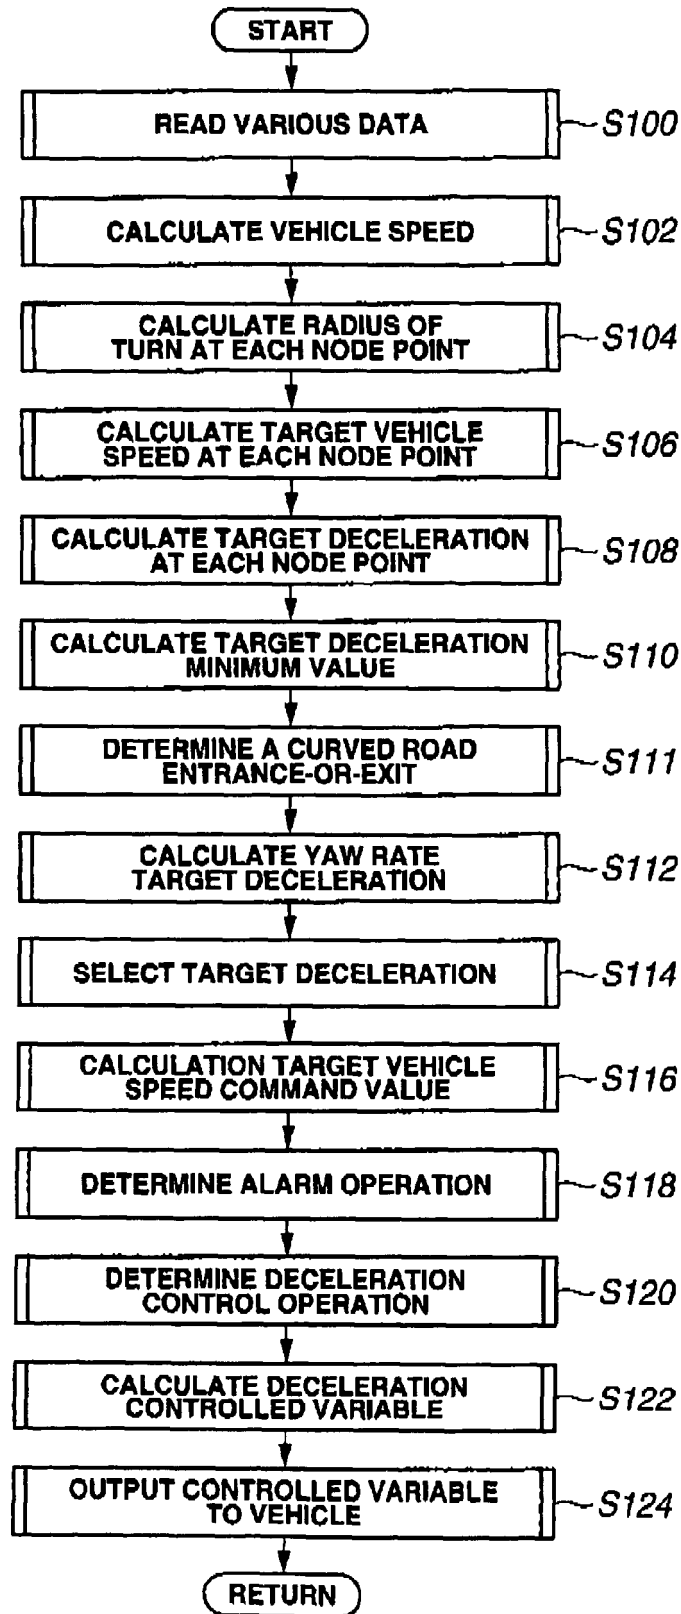 START
READ VARIOUS DATA
S100
CALCULATE VEHICLE SPEED
S102
CALCULATE RADIUS OF
TURN AT EACH NODE POINT
S104
CALCULATE TARGET VEHICLE
SPEED AT EACH NODE POINT
S106
CALCULATE TARGET DECELERATION
AT EACH NODE POINT
S108
CALCULATE TARGET DECELERATION
MINIMUM VALUE
S110
DETERMINE A CURVED ROAD
ENTRANCE-OR-EXIT
S111
CALCULATE YAW RATE
TARGET DECELERATION
S112
SELECT TARGET DECELERATION
S114
CALCULATION TARGET VEHICLE
SPEED COMMAND VALUE
S116
DETERMINE ALARM OPERATION
S118
DETERMINE DECELERATION
CONTROL OPERATION
S120
CALCULATE DECELERATION
CONTROLLED VARIABLE
S122
OUTPUT CONTROLLED VARIABLE
TO VEHICLE
S124
RETURN